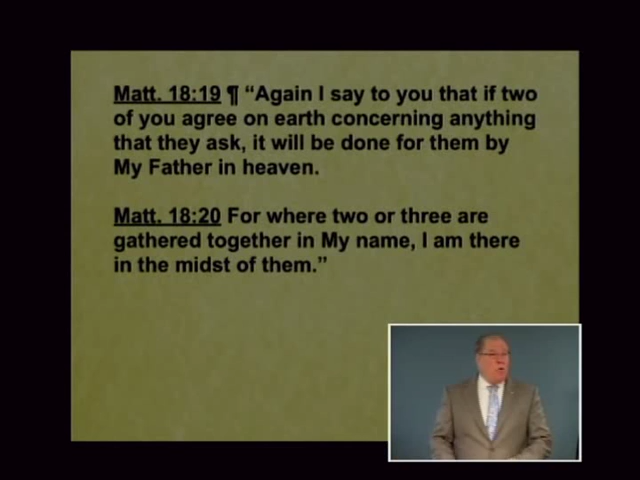 Matt. 18:19 ¶ “Again I say to you that if two
of you agree on earth concerning anything
that they ask, it will be done for them by
My Father in heaven.
Matt. 18:20 For where two or three are
gathered together in My name, I am there
in the midst of them.”